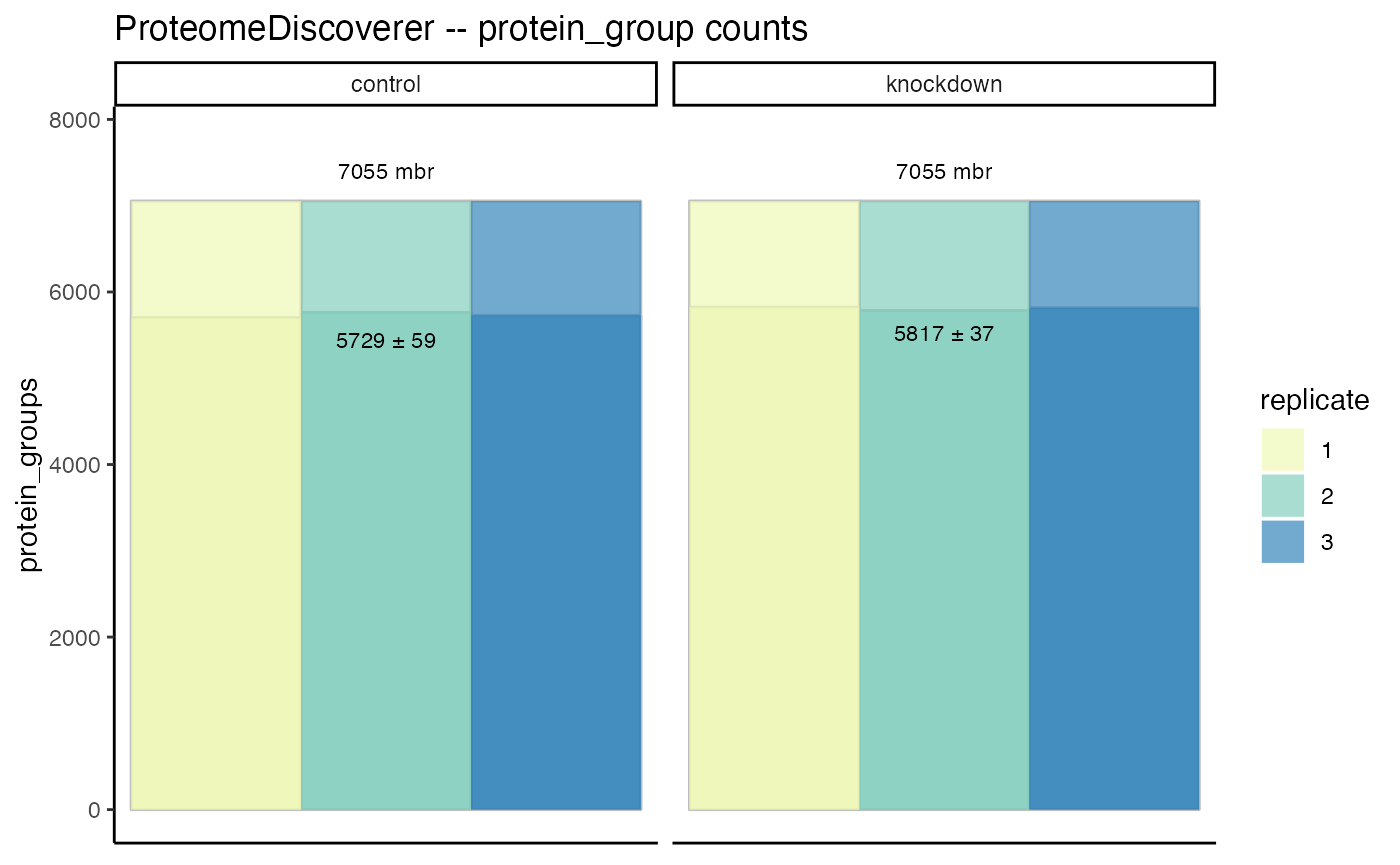 ProteomeDiscoverer -- protein_group counts
control
knockdown
protein_groups
8000
6000
4000
2000
0
7055 mbr
5729 ± 59
7055 mbr
5817 ± 37
replicate
1
2
3